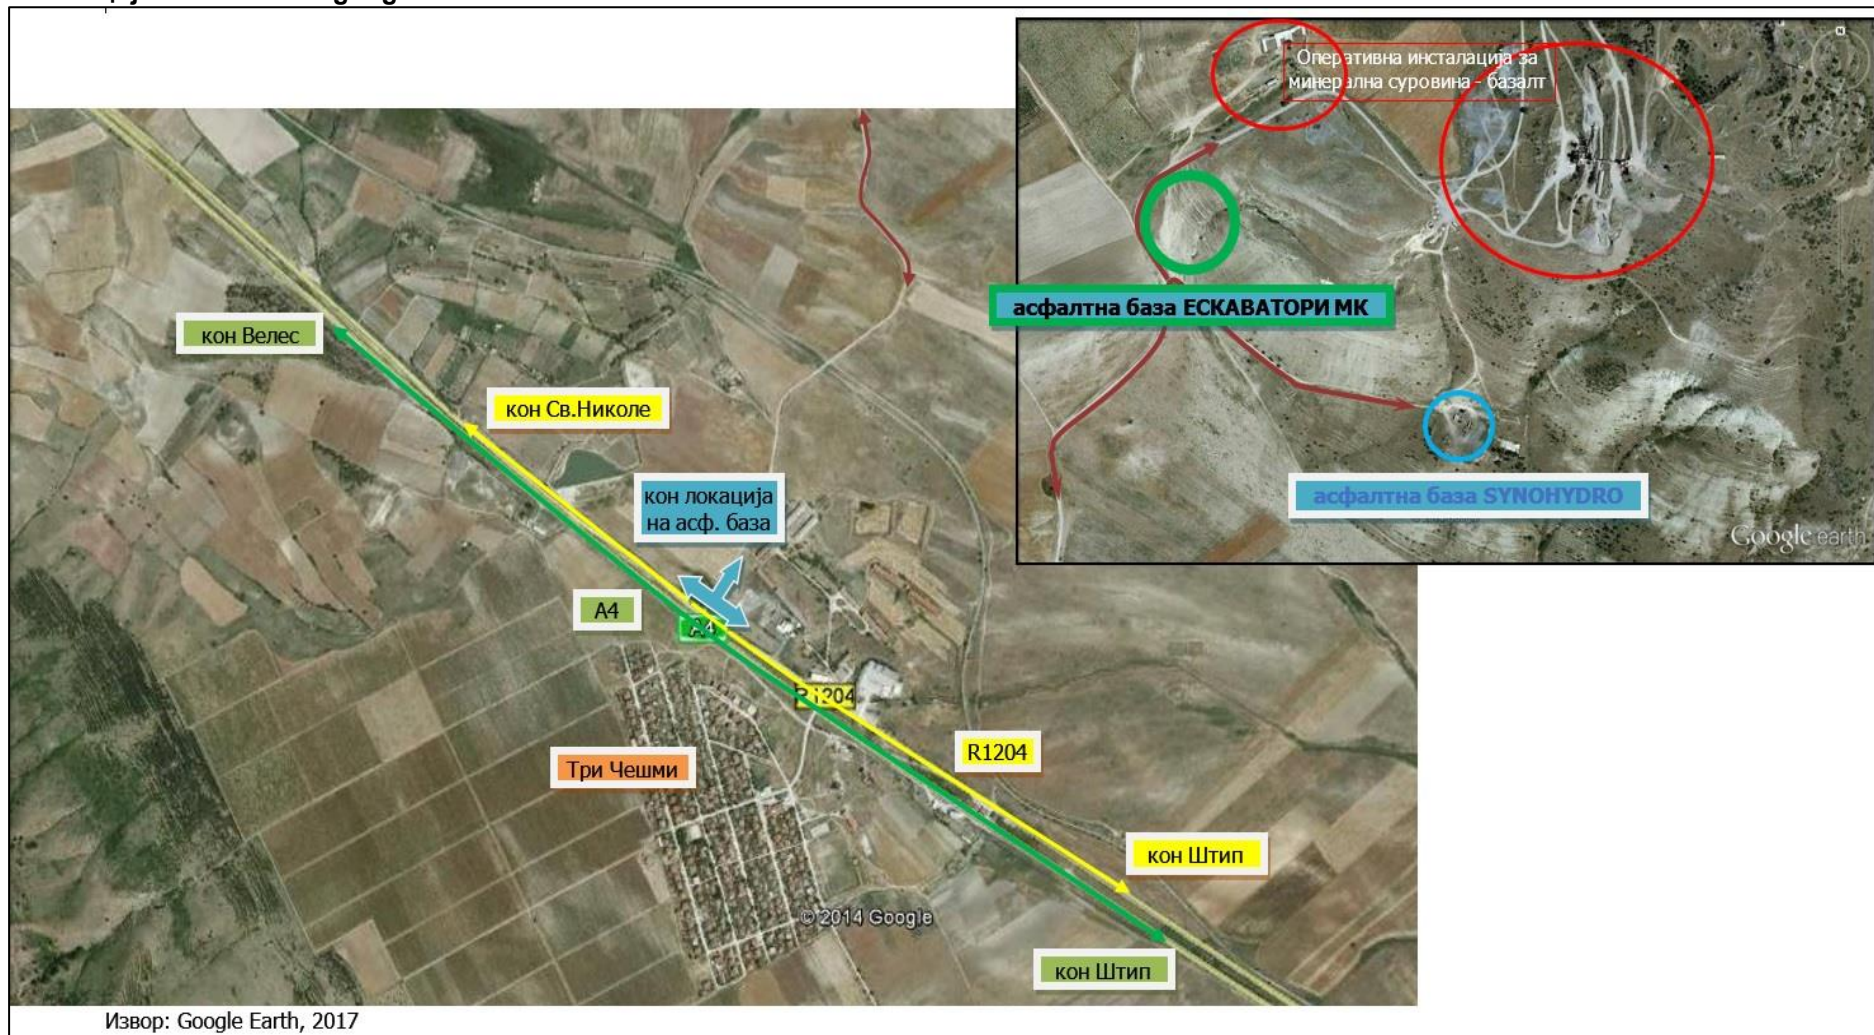 Оперативна инсталација за
минерална суровина - базалт
асфалтна база ЕСКАВАТОРИ МК
асфалтна база SYNOHYDRO
Google earth
кон Велес
кон Св.Николе
кон локација
на асф. база
A4
A4
R1204
R1204
Три Чешми
кон Штип
кон Штип
© 2014 Google
Извор: Google Earth, 2017